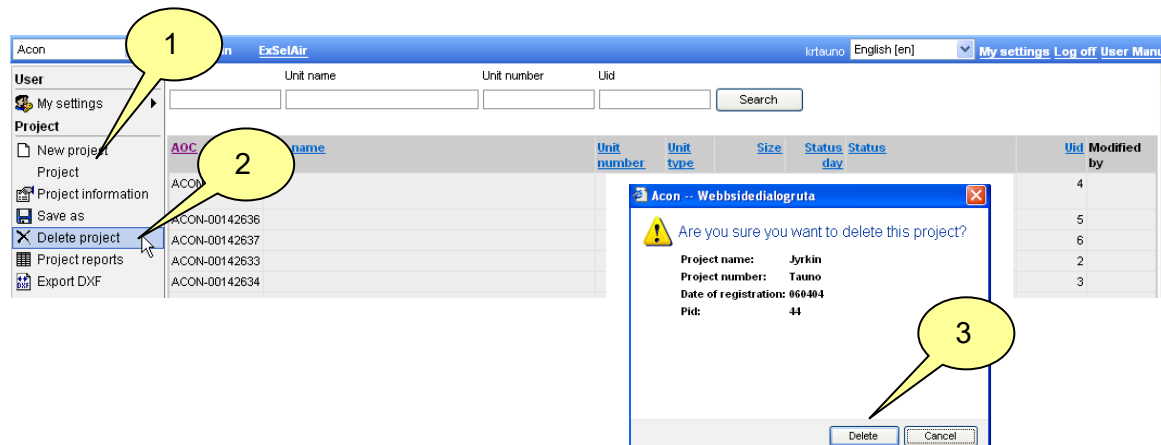 1
Acon
ExSelAir
krtauno English [en] My settings Log off User Manu
User
Unit name Unit number Uid
My settings
Search
Project
New project
AOC name Unit number Unit type Size Status day Status Uid Modified by
2
Project
4
Project information
Save as
ACON-00142636 5
Delete project
ACON-00142637 6
Project reports
ACON-00142633 2
Export DXF
ACON-00142634 3
Acon -- Webbsidedialogruta
Are you sure you want to delete this project?
Project name: Jyrkin
Project number: Tauno
Date of registration: 060404
Pid: 44
3
Delete Cancel